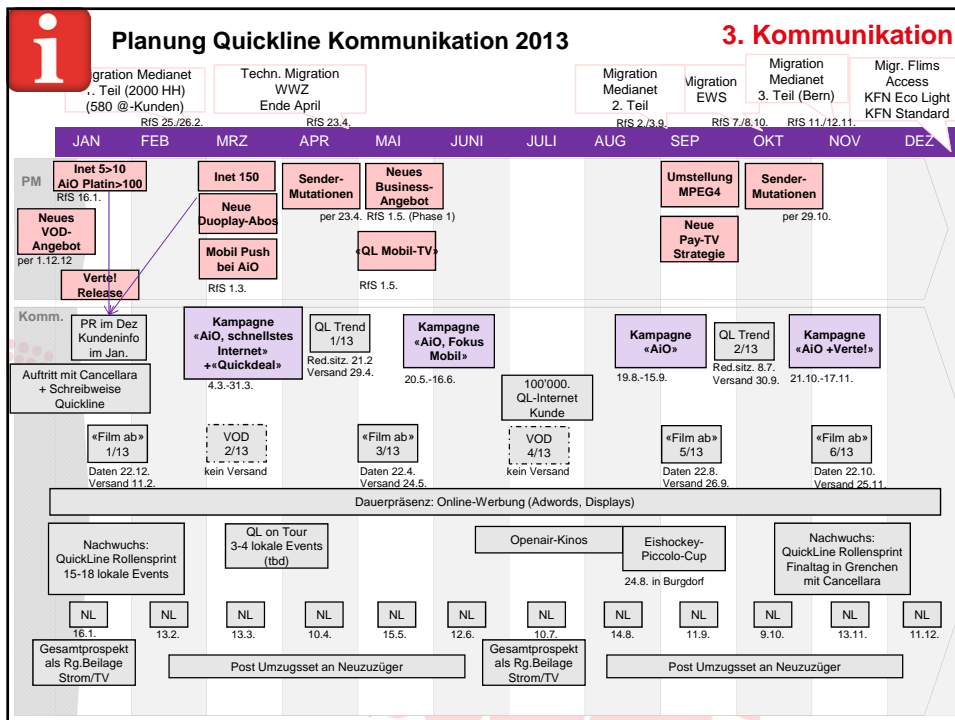 i
Planung Quickline Kommunikation 2013
3. Kommunikation
Migration Medianet
1. Teil (2000 HH)
(580 @-Kunden)
RfS 25./26.2.
Techn. Migration
WWZ
Ende April
RfS 23.4.
Migration
Medianet
2. Teil
RfS 2./3.9.
Migration
EWS
RfS 7./8.10.
Migration
Medianet
3. Teil (Bern)
RfS 11./12.11.
Migr. Flims
Access
KFN Eco Light
KFN Standard
JAN FEB MRZ APR MAI JUNI JULI AUG SEP OKT NOV DEZ
PM
Inet 5>10
AiO Platin>100
RfS 16.1.
Neues
VOD-
Angebot
per 1.12.12
Verte!
Release
Inet 150
Neue
Duoplay-Abos
Mobil Push
bei AiO
RfS 1.3.
Sender-
Mutationen
per 23.4.
Neues
Business-
Angebot
RfS 1.5. (Phase 1)
«QL Mobil-TV»
RfS 1.5.
Umstellung
MPEG4
Neue
Pay-TV
Strategie
Sender-
Mutationen
per 29.10.
Komm.
PR im Dez
Kundeninfo
im Jan.
Auftritt mit Cancellara
+ Schreibweise
Quickline
Kampagne
«AiO, schnellstes
Internet»
+«Quickdeal»
4.3.-31.3.
QL Trend
1/13
Red.sitz. 21.2
Versand 29.4.
Kampagne
«AiO, Fokus
Mobil»
20.5.-16.6.
100'000.
QL-Internet
Kunde
Kampagne
«AiO»
19.8.-15.9.
QL Trend
2/13
Red.sitz. 8.7.
Versand 30.9.
Kampagne
«AiO +Verte!»
21.10.-17.11.
«Film ab»
1/13
Daten 22.12.
Versand 11.2.
VOD
2/13
kein Versand
«Film ab»
3/13
Daten 22.4.
Versand 24.5.
VOD
4/13
kein Versand
«Film ab»
5/13
Daten 22.8.
Versand 26.9.
«Film ab»
6/13
Daten 22.10.
Versand 25.11.
Dauerpräsenz: Online-Werbung (Adwords, Displays)
Nachwuchs:
QuickLine Rollensprint
15-18 lokale Events
QL on Tour
3-4 lokale Events
(tbd)
Openair-Kinos
Eishockey-
Piccolo-Cup
24.8. in Burgdorf
Nachwuchs:
QuickLine Rollensprint
Finaltag in Grenchen
mit Cancellara
NL NL NL NL NL NL NL NL NL NL NL NL
16.1. 13.2. 13.3. 10.4. 15.5. 12.6. 10.7. 14.8. 11.9. 9.10. 13.11. 11.12.
Gesamtprospekt
als Rg.Beilage
Strom/TV
Post Umzugsset an Neuzuzüger
Gesamtprospekt
als Rg.Beilage
Strom/TV
Post Umzugsset an Neuzuzüger